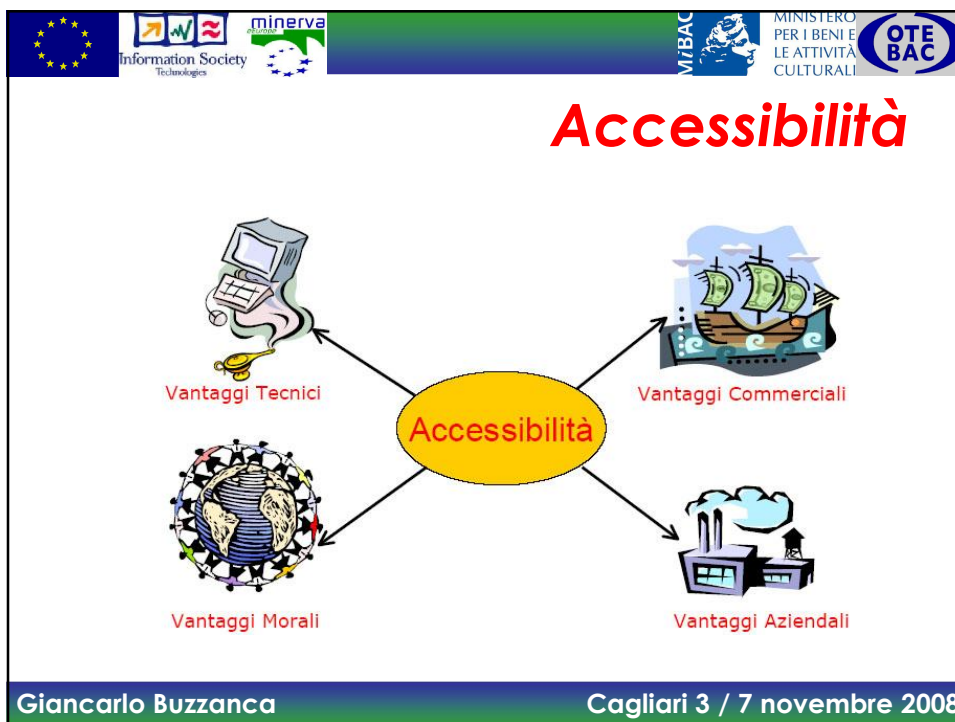 Information Society
Technologies
minerva
eEurope
MiBAC
MINISTERO
PER I BENI E
LE ATTIVITÀ
CULTURALI
OTE
BAC
Accessibilità
Vantaggi Tecnici
Vantaggi Commerciali
Accessibilità
Vantaggi Morali
Vantaggi Aziendali
Giancarlo Buzzanca
Cagliari 3 / 7 novembre 2008